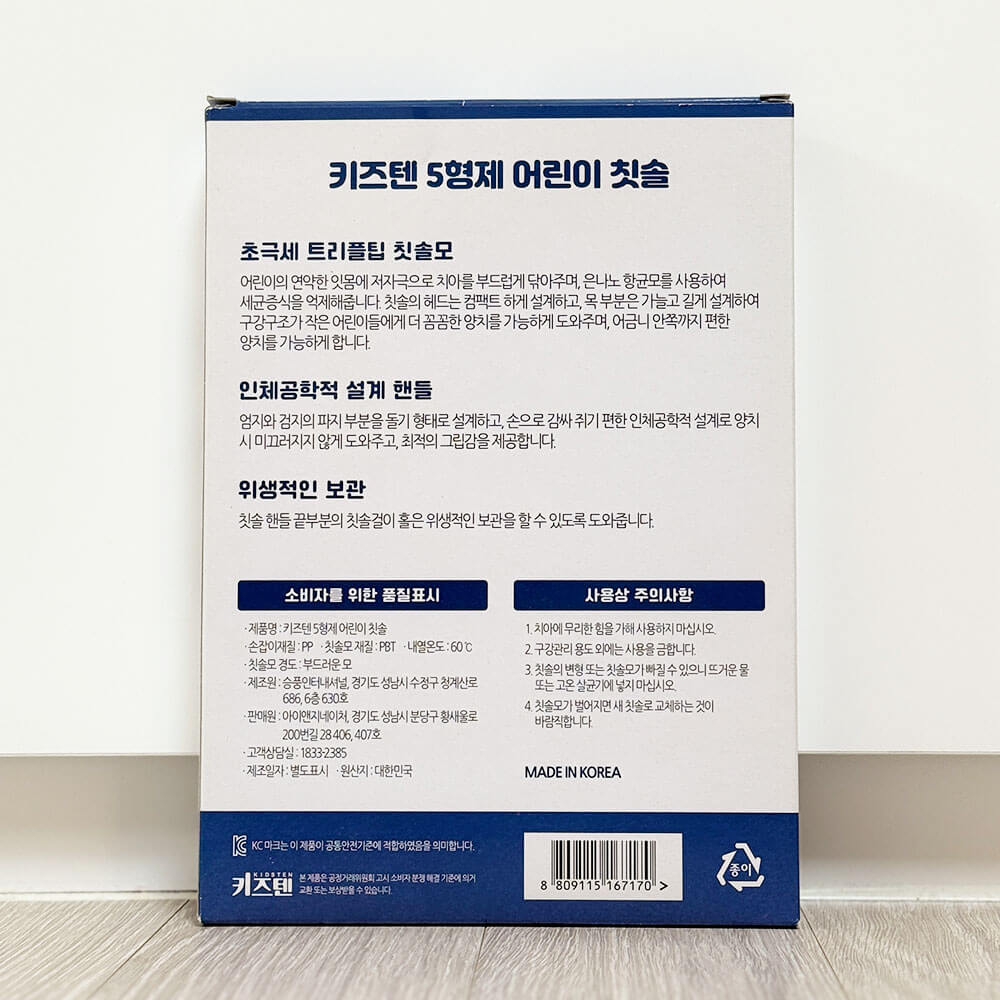 키즈텐 5형제 어린이 칫솔
초극세 트리플팁 칫솔모
어린이의 연약한 잇몸에 저자극으로 치아를 부드럽게 닦아주며, 은나노 항균모를 사용하여
세균증식을 억제해줍니다. 칫솔의 헤드는 컴팩트 하게 설계하고, 목 부분은 가늘고 길게 설계하여
구강구조가 작은 어린이들에게 더 꼼꼼한 양치를 가능하게 도와주며, 어금니 안쪽까지 편한
양치를 가능하게 합니다.
인체공학적 설계 핸들
엄지와 검지의 파지 부분을 돌기 형태로 설계하고, 손으로 감싸 쥐기 편한 인체공학적 설계로 양치
시 미끄러지지 않게 도와주고, 최적의 그립감을 제공합니다.
위생적인 보관
칫솔 핸들 끝부분의 칫솔걸이 홀은 위생적인 보관을 할 수 있도록 도와줍니다.
소비자를 위한 품질표시
· 제품명 : 키즈텐 5형제 어린이 칫솔
· 손잡이재질 : PP · 칫솔모 재질 : PBT · 내열온도 : 60℃
· 칫솔모 경도 : 부드러운 모
· 제조원 : 승품인터내셔널, 경기도 성남시 수정구 청계산로
686, 6층 630호
· 판매원 : 아이앤지네이처, 경기도 성남시 분당구 황새울로
200번길 28 406, 407호
· 고객상담실 : 1833-2385
· 제조일자 : 별도표시 · 원산지 : 대한민국
사용상 주의사항
1. 치아에 무리한 힘을 가해 사용하지 마십시오.
2. 구강관리 용도 외에는 사용을 금합니다.
3. 칫솔의 변형 또는 칫솔모가 빠질 수 있으니 뜨거운 물
또는 고온 살균기에 넣지 마십시오.
4. 칫솔모가 벌어지면 새 칫솔로 교체하는 것이
바람직합니다.
MADE IN KOREA
KC 마크는 이 제품이 공통안전기준에 적합하였음을 의미합니다.
KIDSTEN
키즈텐
본 제품은 공정거래위원회 고시 소비자 분쟁 해결 기준에 의거
교환 또는 보상받을 수 있습니다.
8 809115 167170 >
종이